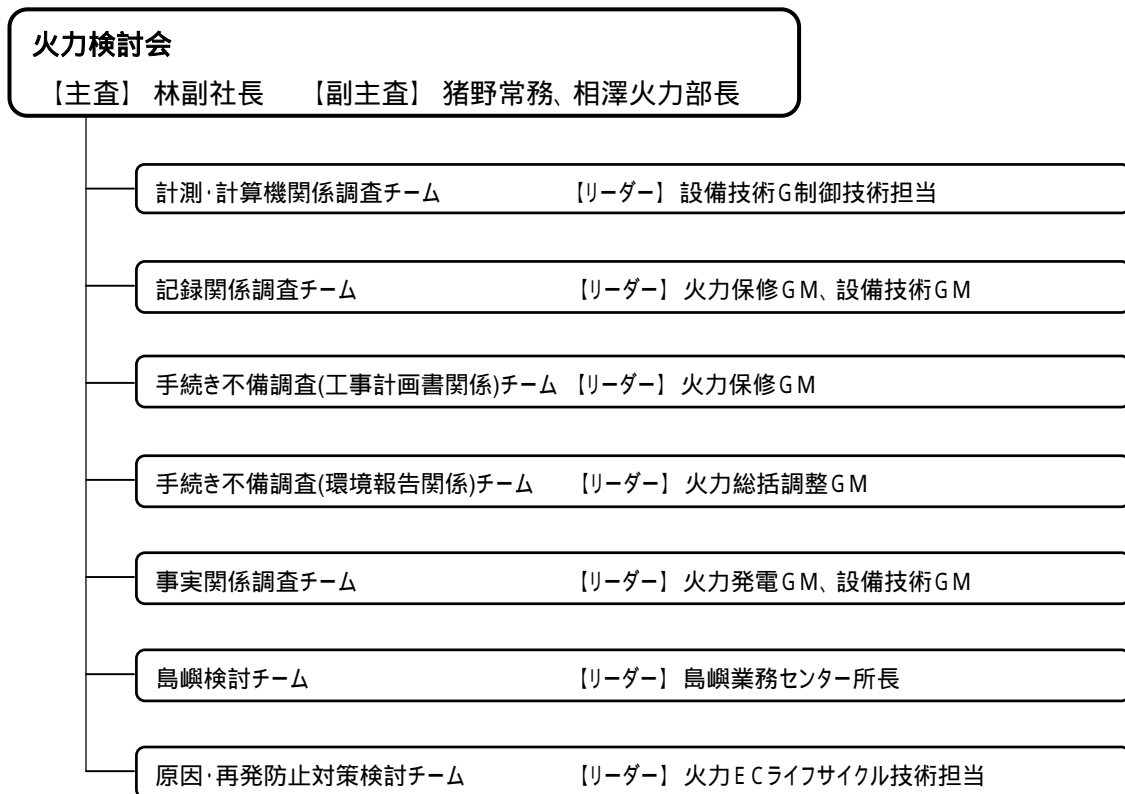 火力検討会
【主査】 林副社長 【副主査】 猪野常務、相澤火力部長
計測・計算機関係調査チーム 【リーダー】 設備技術G制御技術担当
記録関係調査チーム 【リーダー】 火力保修GM、設備技術GM
手続き不備調査(工事計画書関係)チーム 【リーダー】 火力保修GM
手続き不備調査(環境報告関係)チーム 【リーダー】 火力総括調整GM
事実関係調査チーム 【リーダー】 火力発電GM、設備技術GM
島嶼検討チーム 【リーダー】 島嶼業務センター所長
原因・再発防止対策検討チーム 【リーダー】 火力ECライフサイクル技術担当